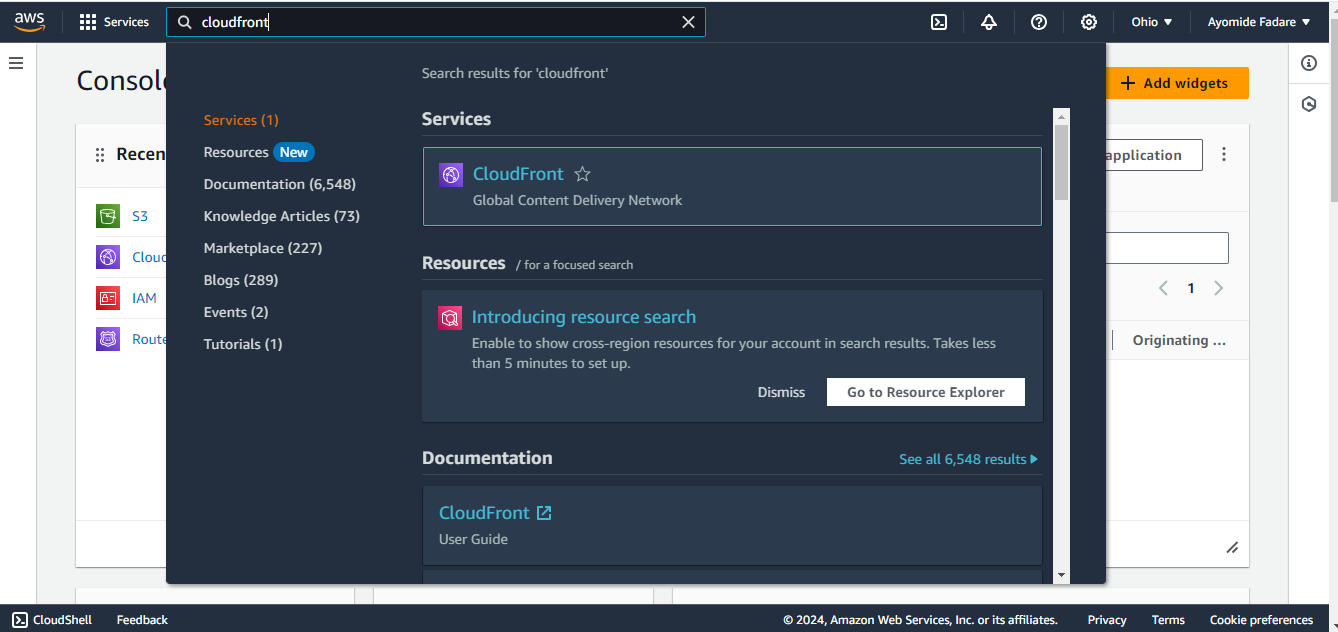 aws
Services
cloudfront
Ohio
Ayomide Fadare
Console
Add widgets
Search results for 'cloudfront'
Services (1)
Resources New
Documentation (6,548)
Knowledge Articles (73)
Marketplace (227)
Blogs (289)
Events (2)
Tutorials (1)
Services
CloudFront
Global Content Delivery Network
Resources / for a focused search
Introducing resource search
Enable to show cross-region resources for your account in search results. Takes less
than 5 minutes to set up.
Dismiss
Go to Resource Explorer
Documentation
See all 6,548 results
CloudFront
User Guide
Recen
S3
Cloud
IAM
Route
application
1
Originating ...
CloudShell
Feedback
© 2024, Amazon Web Services, Inc. or its affiliates.
Privacy
Terms
Cookie preferences